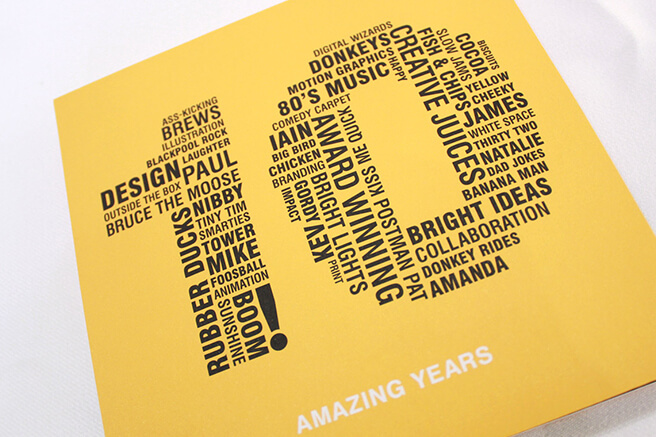 ASS-KICKING
BREWS
ILLUSTRATION
BLACKPOOL ROCK
LAUGHTER
DESIGN
PAUL
OUTSIDE THE BOX
MOOSE
BRUCE THE
NIBBY
RUBBER DUCKS
TINY TIM
SMARTIES
TOWER
MIKE
FOOSBALL
ANIMATION
SUNSHINE
BOOM
!
DIGITAL WIZARDS
DONKEYS
MOTION GRAPHICS
80'S MUSIC
HAPPY
COMEDY CARPET
IAIN
BIG BIRD
CHICKEN
BRANDING
IMPACT
GORDY
KEV
BRIGHT LIGHTS
PRINT
AWARD WINNING
KISS ME QUICK
POSTMAN PAT
CREATIVE JUICES
FISH & CHIPS
SLOW JAMS
COCOA
BISCUITS
YELLOW
CHEEKY
JAMES
WHITE SPACE
THIRTY TWO
NATALIE
DAD JOKES
BANANA MAN
BRIGHT IDEAS
COLLABORATION
DONKEY RIDES
AMANDA
AMAZING YEARS